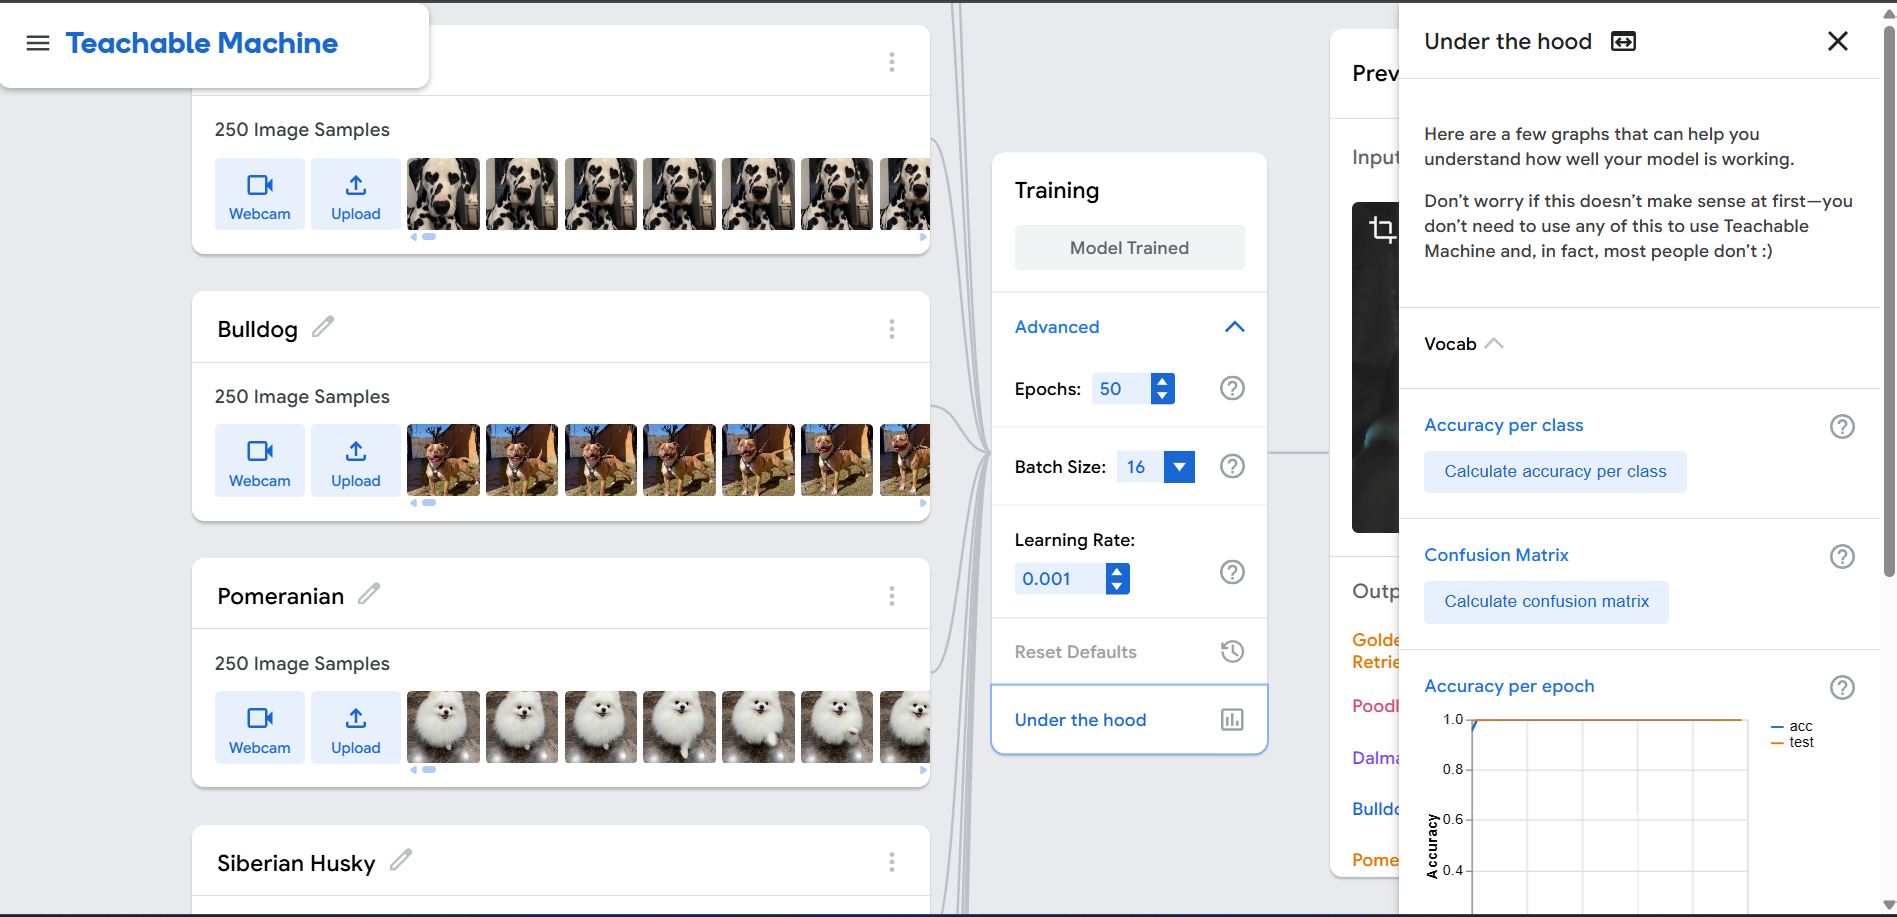 Teachable Machine
250 Image Samples
Webcam
Upload
Bulldog
250 Image Samples
Webcam
Upload
Pomeranian
250 Image Samples
Webcam
Upload
Siberian Husky
Training
Model Trained
Advanced
Epochs: 50
Batch Size: 16
Learning Rate:
0.001
Reset Defaults
Under the hood
Prev
Input
Outp
Golde
Retrie
Poodl
Dalma
Bulldo
Pome
Under the hood
Here are a few graphs that can help you
understand how well your model is working.
Don’t worry if this doesn’t make sense at first—you
don’t need to use any of this to use Teachable
Machine and, in fact, most people don’t :)
Vocab
Accuracy per class
Calculate accuracy per class
Confusion Matrix
Calculate confusion matrix
Accuracy per epoch
1.0
0.8
0.6
0.4
Accuracy
acc
test